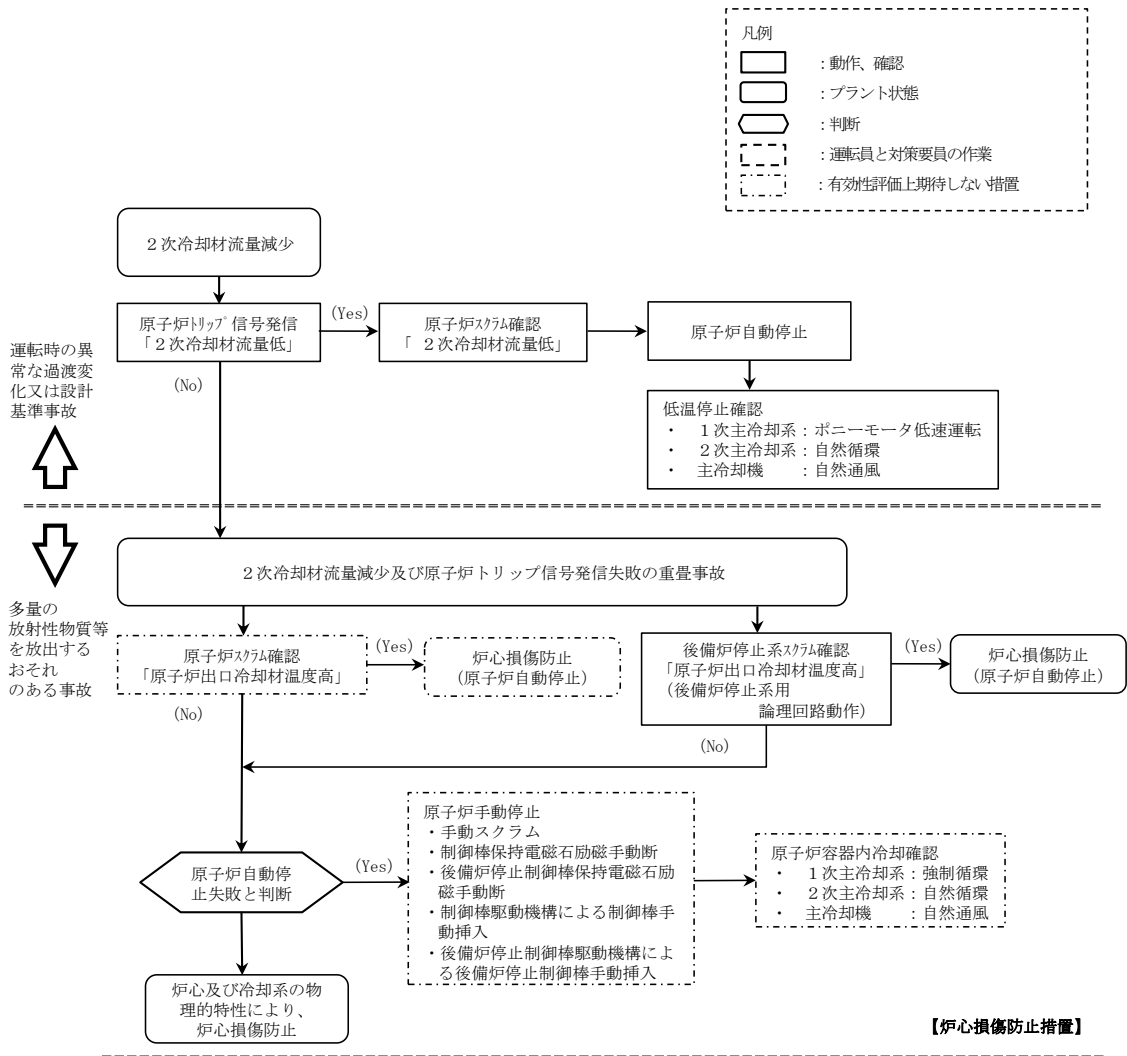 凡例
：動作、確認
：プラント状態
：判断
：運転員と対策要員の作業
：有効性評価上期待しない措置
２次冷却材流量減少
原子炉ﾄﾘｯﾌﾟ信号発信
「２次冷却材流量低」
(Yes)
原子炉ｽｸﾗﾑ確認
「 ２次冷却材流量低」
原子炉自動停止
(No)
運転時の異
常な過渡変
化又は設計
基準事故
低温停止確認
・ １次主冷却系：ポニーモータ低速運転
・ ２次主冷却系：自然循環
・ 主冷却機 ：自然通風
２次冷却材流量減少及び原子炉トリップ信号発信失敗の重畳事故
多量の
放射性物質等
を放出する
おそれ
のある事故
原子炉ｽｸﾗﾑ確認
「原子炉出口冷却材温度高」
(Yes)
炉心損傷防止
(原子炉自動停止)
後備炉停止系ｽｸﾗﾑ確認
「原子炉出口冷却材温度高」
（後備炉停止系用
論理回路動作）
(Yes)
炉心損傷防止
(原子炉自動停止)
(No)
(No)
原子炉自動停
止失敗と判断
(Yes)
原子炉手動停止
・手動スクラム
・制御棒保持電磁石励磁手動断
・後備炉停止制御棒保持電磁石励
磁手動断
・制御棒駆動機構による制御棒手
動挿入
・後備炉停止制御棒駆動機構によ
る後備炉停止制御棒手動挿入
原子炉容器内冷却確認
・ １次主冷却系：強制循環
・ ２次主冷却系：自然循環
・ 主冷却機 ：自然通風
炉心及び冷却系の物
理的特性により、
炉心損傷防止
【炉心損傷防止措置】